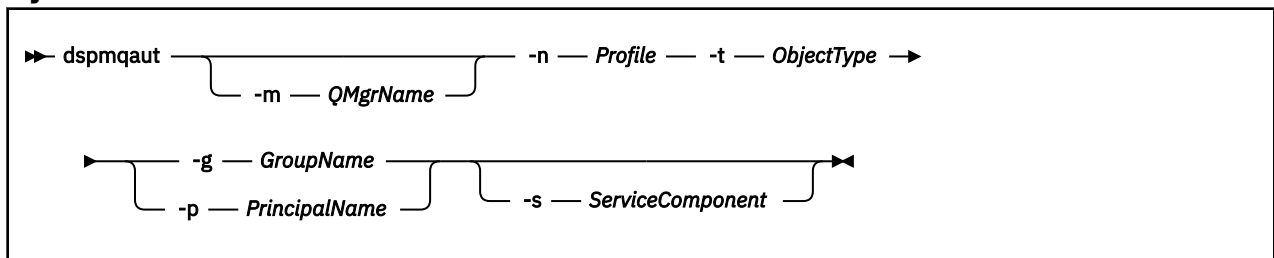 dspmqaut -n Profile -t ObjectType
-m QMgrName
-g GroupName
-p PrincipalName
-s ServiceComponent